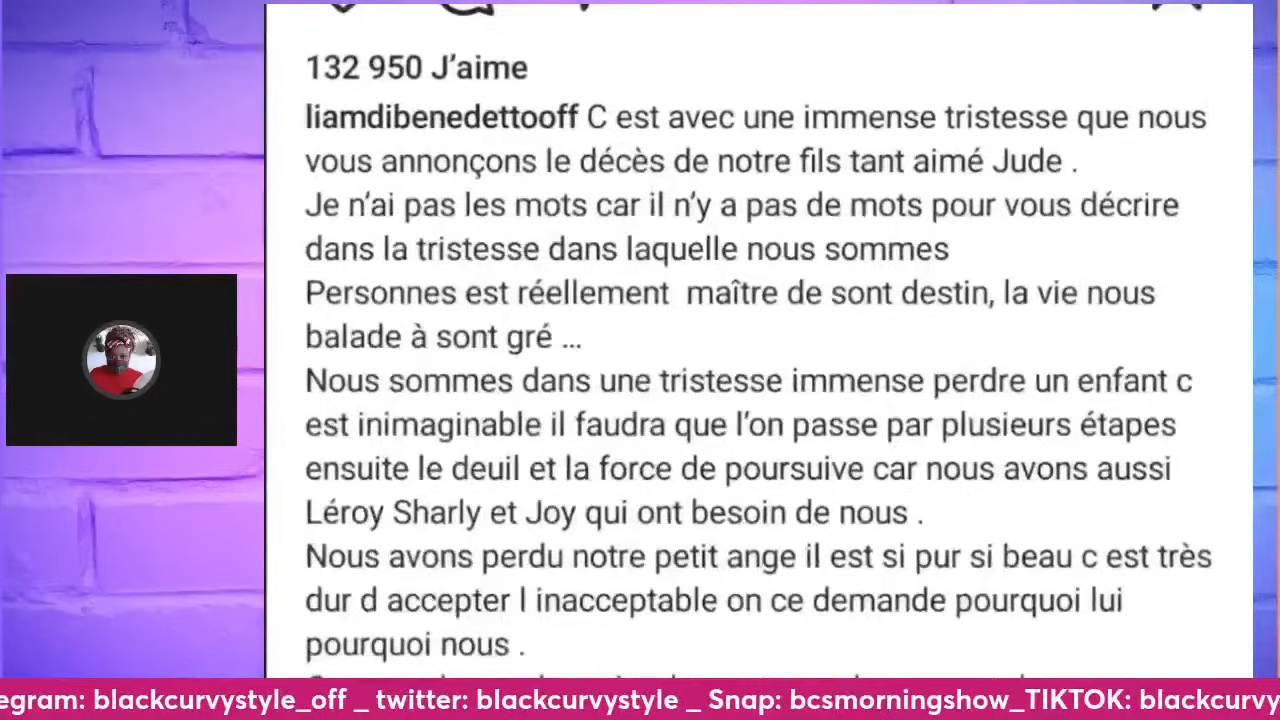 132 950 J’aime
liamdibenedettooff C est avec une immense tristesse que nous
vous annonçons le décès de notre fils tant aimé Jude .
Je n’ai pas les mots car il n’y a pas de mots pour vous décrire
dans la tristesse dans laquelle nous sommes
Personnes est réellement  maître de sont destin, la vie nous
balade à sont gré ...
Nous sommes dans une tristesse immense perdre un enfant c
est inimaginable il faudra que l’on passe par plusieurs étapes
ensuite le deuil et la force de poursuive car nous avons aussi
Léroy Sharly et Joy qui ont besoin de nous .
Nous avons perdu notre petit ange il est si pur si beau c est très
dur d accepter l inacceptable on ce demande pourquoi lui
pourquoi nous .
egram: blackcurvystyle_off _ twitter: blackcurvystyle _ Snap: bcsmorningshow_TIKTOK: blackcurvy